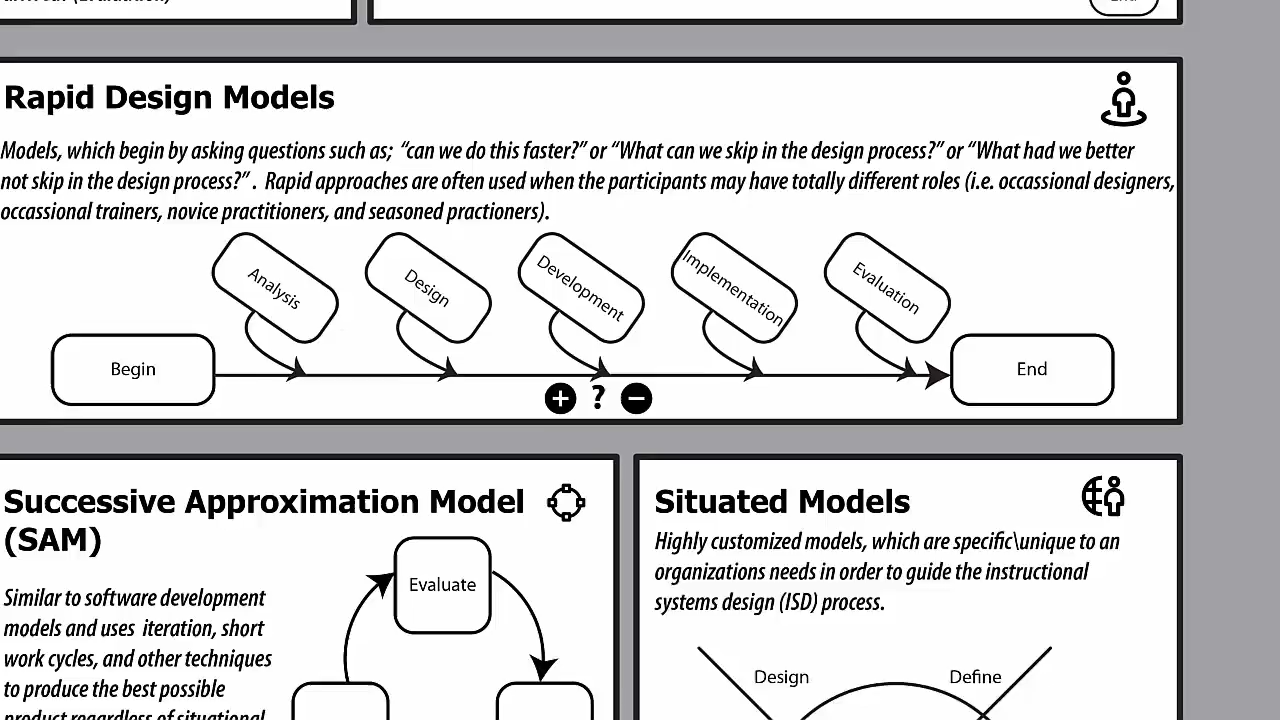 End
Rapid Design Models
Models, which begin by asking questions such as; “can we do this faster?” or “What can we skip in the design process?” or “What had we better
not skip in the design process?” . Rapid approaches are often used when the participants may have totally different roles (i.e. occassional designers,
occassional trainers, novice practitioners, and seasoned practioners).
Analysis
Design
Development
Implementation
Evaluation
Begin
End
+ ? −
Successive Approximation Model
(SAM)
Similar to software development
models and uses iteration, short
work cycles, and other techniques
to produce the best possible
product regardless of situational
Evaluate
Situated Models
Highly customized models, which are specific\unique to an
organizations needs in order to guide the instructional
systems design (ISD) process.
Design
Define